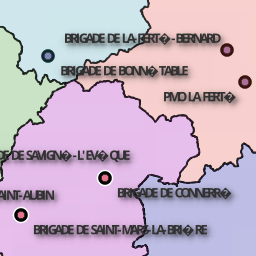 BRIGADE DE LA-FERT�-BERNARD
BRIGADE DE BONN�TABLE
PMO LA FERT�
DE SAVIGN�-L'EV�QUE
BRIGADE DE CONNERR�
AINT-AUBIN
BRIGADE DE SAINT-MARS-LA-BRI�RE